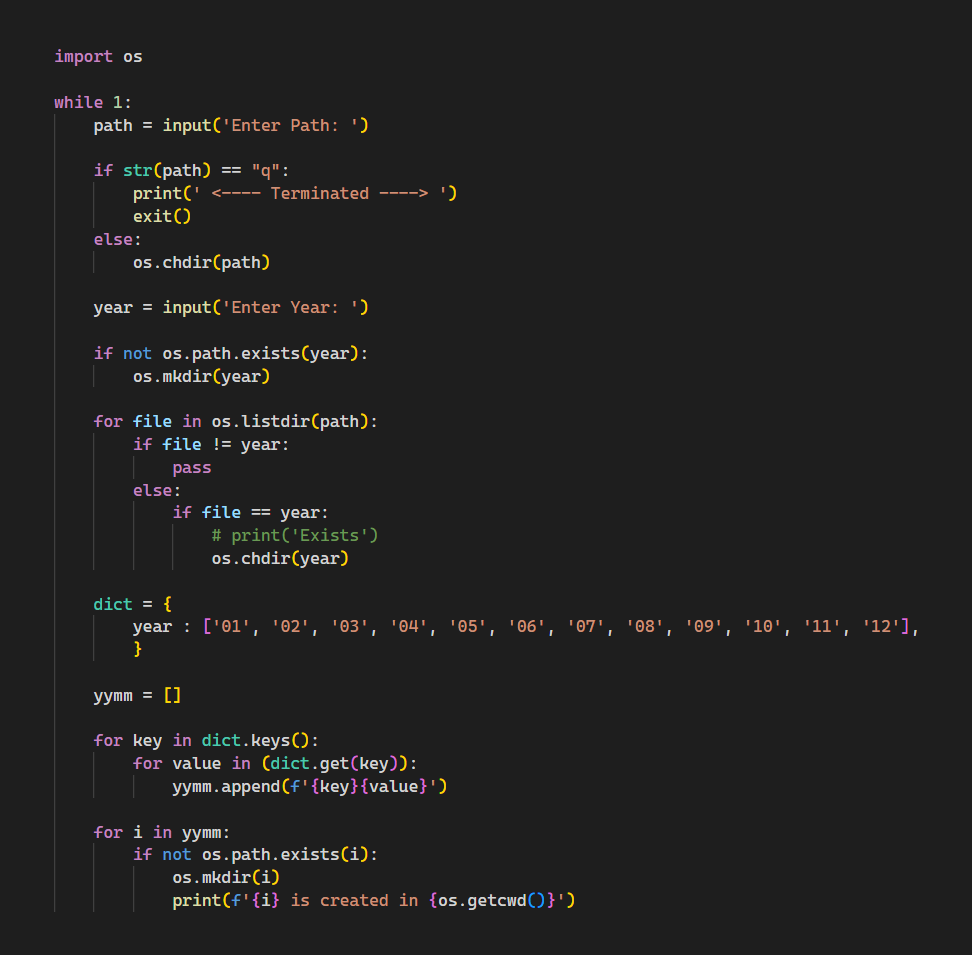 import os
while 1:
    path = input('Enter Path: ')
    if str(path) == "q":
        print(' <---- Terminated ----> ')
        exit()
    else:
        os.chdir(path)
    year = input('Enter Year: ')
    if not os.path.exists(year):
        os.mkdir(year)
    for file in os.listdir(path):
        if file != year:
            pass
        else:
            if file == year:
                # print('Exists')
                os.chdir(year)
    dict = {
        year : ['01', '02', '03', '04', '05', '06', '07', '08', '09', '10', '11', '12'],
        }
    yymm = []
    for key in dict.keys():
        for value in (dict.get(key)):
            yymm.append(f'{key}{value}')
    for i in yymm:
        if not os.path.exists(i):
            os.mkdir(i)
            print(f'{i} is created in {os.getcwd()}')